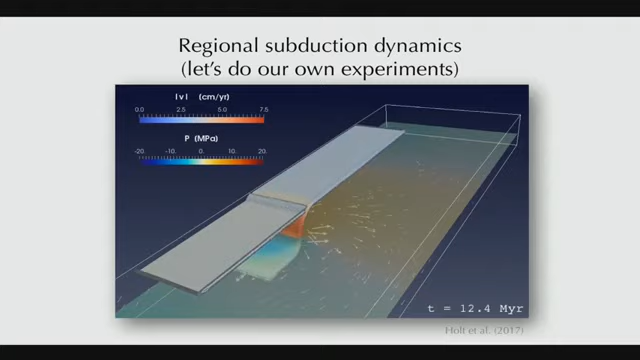 Regional subduction dynamics
(let's do our own experiments)
|v| (cm/yr)
0.0 2.5 5.0 7.5
P (MPa)
-20. -10. 0. 10. 20.
t = 12.4 Myr
Holt et al. (2017)